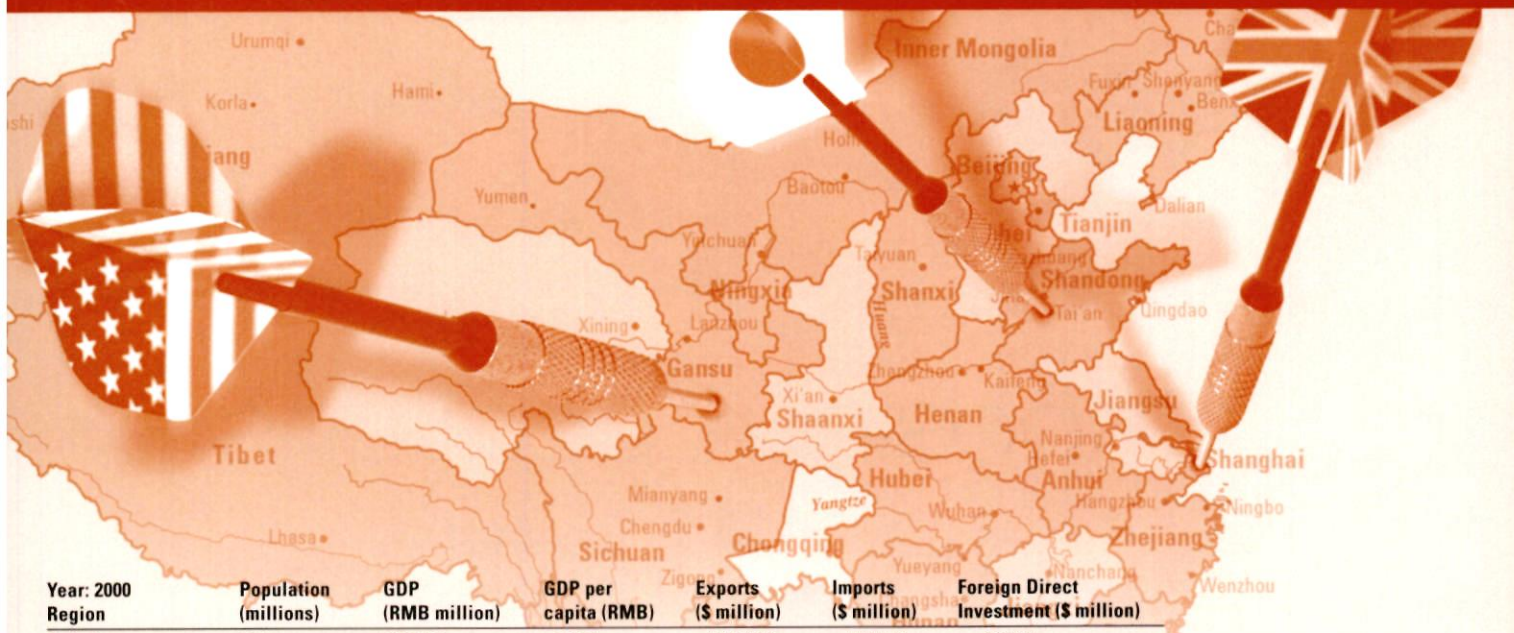 Urumqi
Inner Mongolia
Korla
Hami
Fuxin Shenyang
Liaoning
Beijing
Yumen
Baotou
Dalian
Tianjin
Taiyuan
Shandong
Ningxia
Shanxi
Tai'an
Qingdao
Xining
Lanzhou
Huang
Gansu
Zhengzhou
Kaifeng
Xi'an
Shaanxi
Henan
Jiangsu
Nanjing
Hefei
Tibet
Shanghai
Hubei
Anhui
Mianyang
Yangtze
Hangzhou
Ningbo
Wuhan
Chengdu
Lhasa
Sichuan
Chongqing
Zhejiang
Zigong
Yueyang
Nanchang
Wenzhou
Year: 2000 Population GDP GDP per Exports Imports Foreign Direct
Region (millions) (RMB million) capita (RMB) ($ million) ($ million) Investment ($ million)